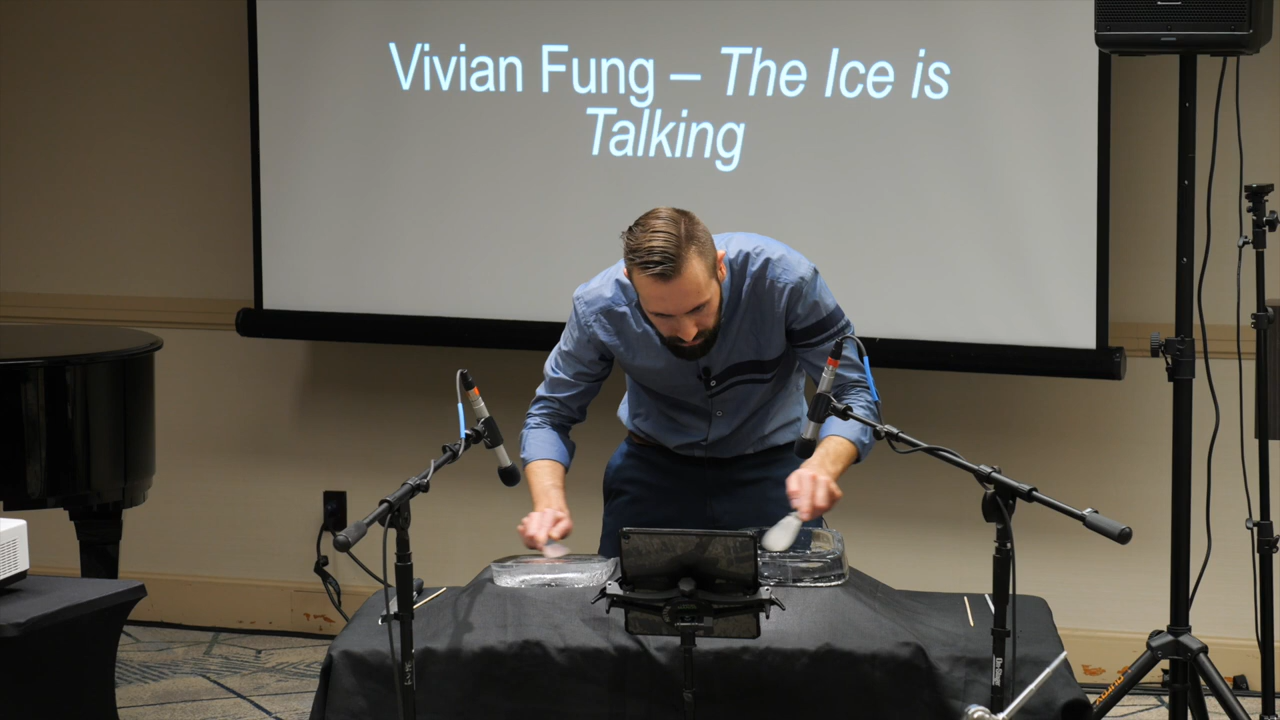 Vivian Fung – The Ice is
Talking